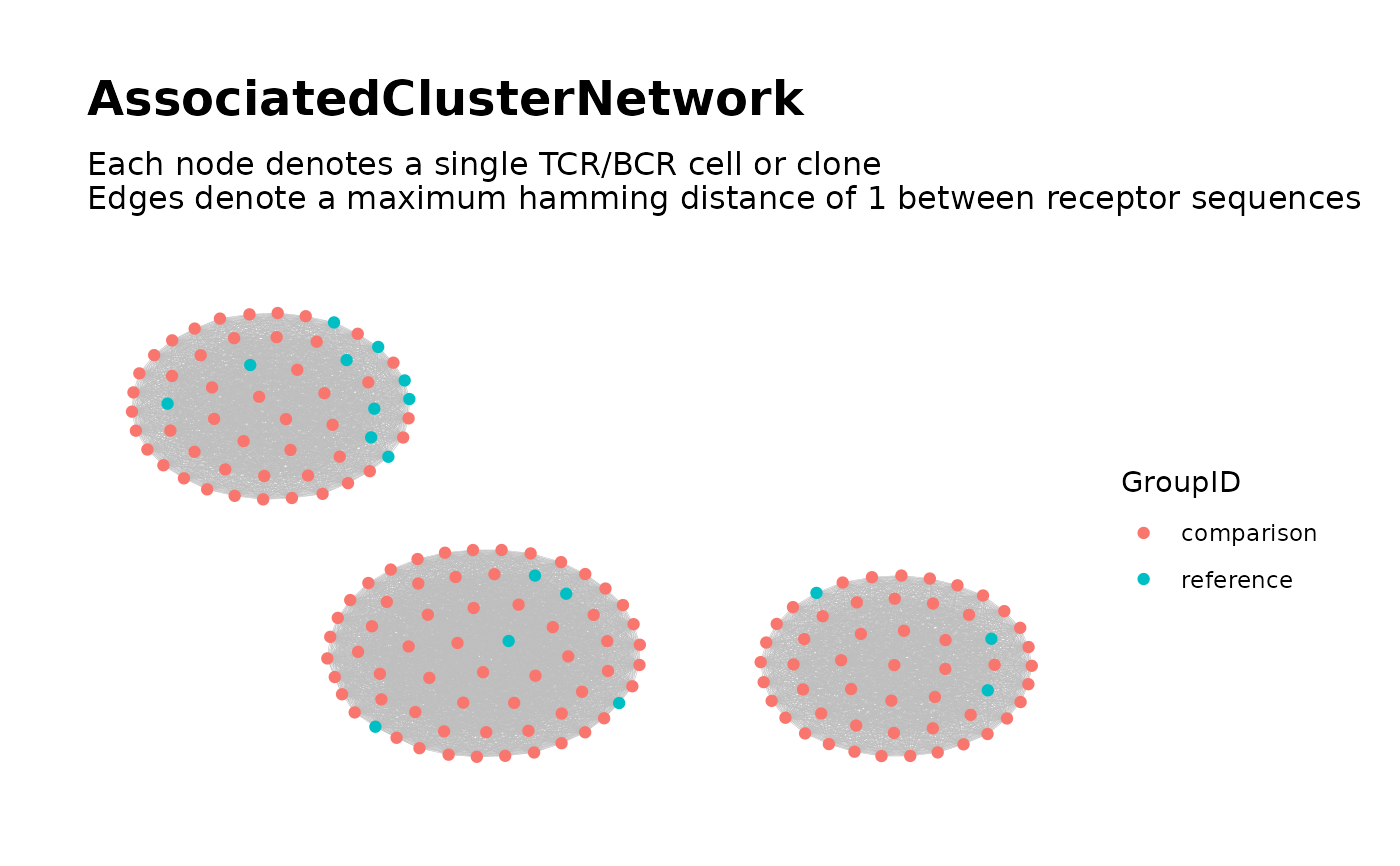 AssociatedClusterNetwork
Each node denotes a single TCR/BCR cell or clone
Edges denote a maximum hamming distance of 1 between receptor sequences
GroupID
comparison
reference